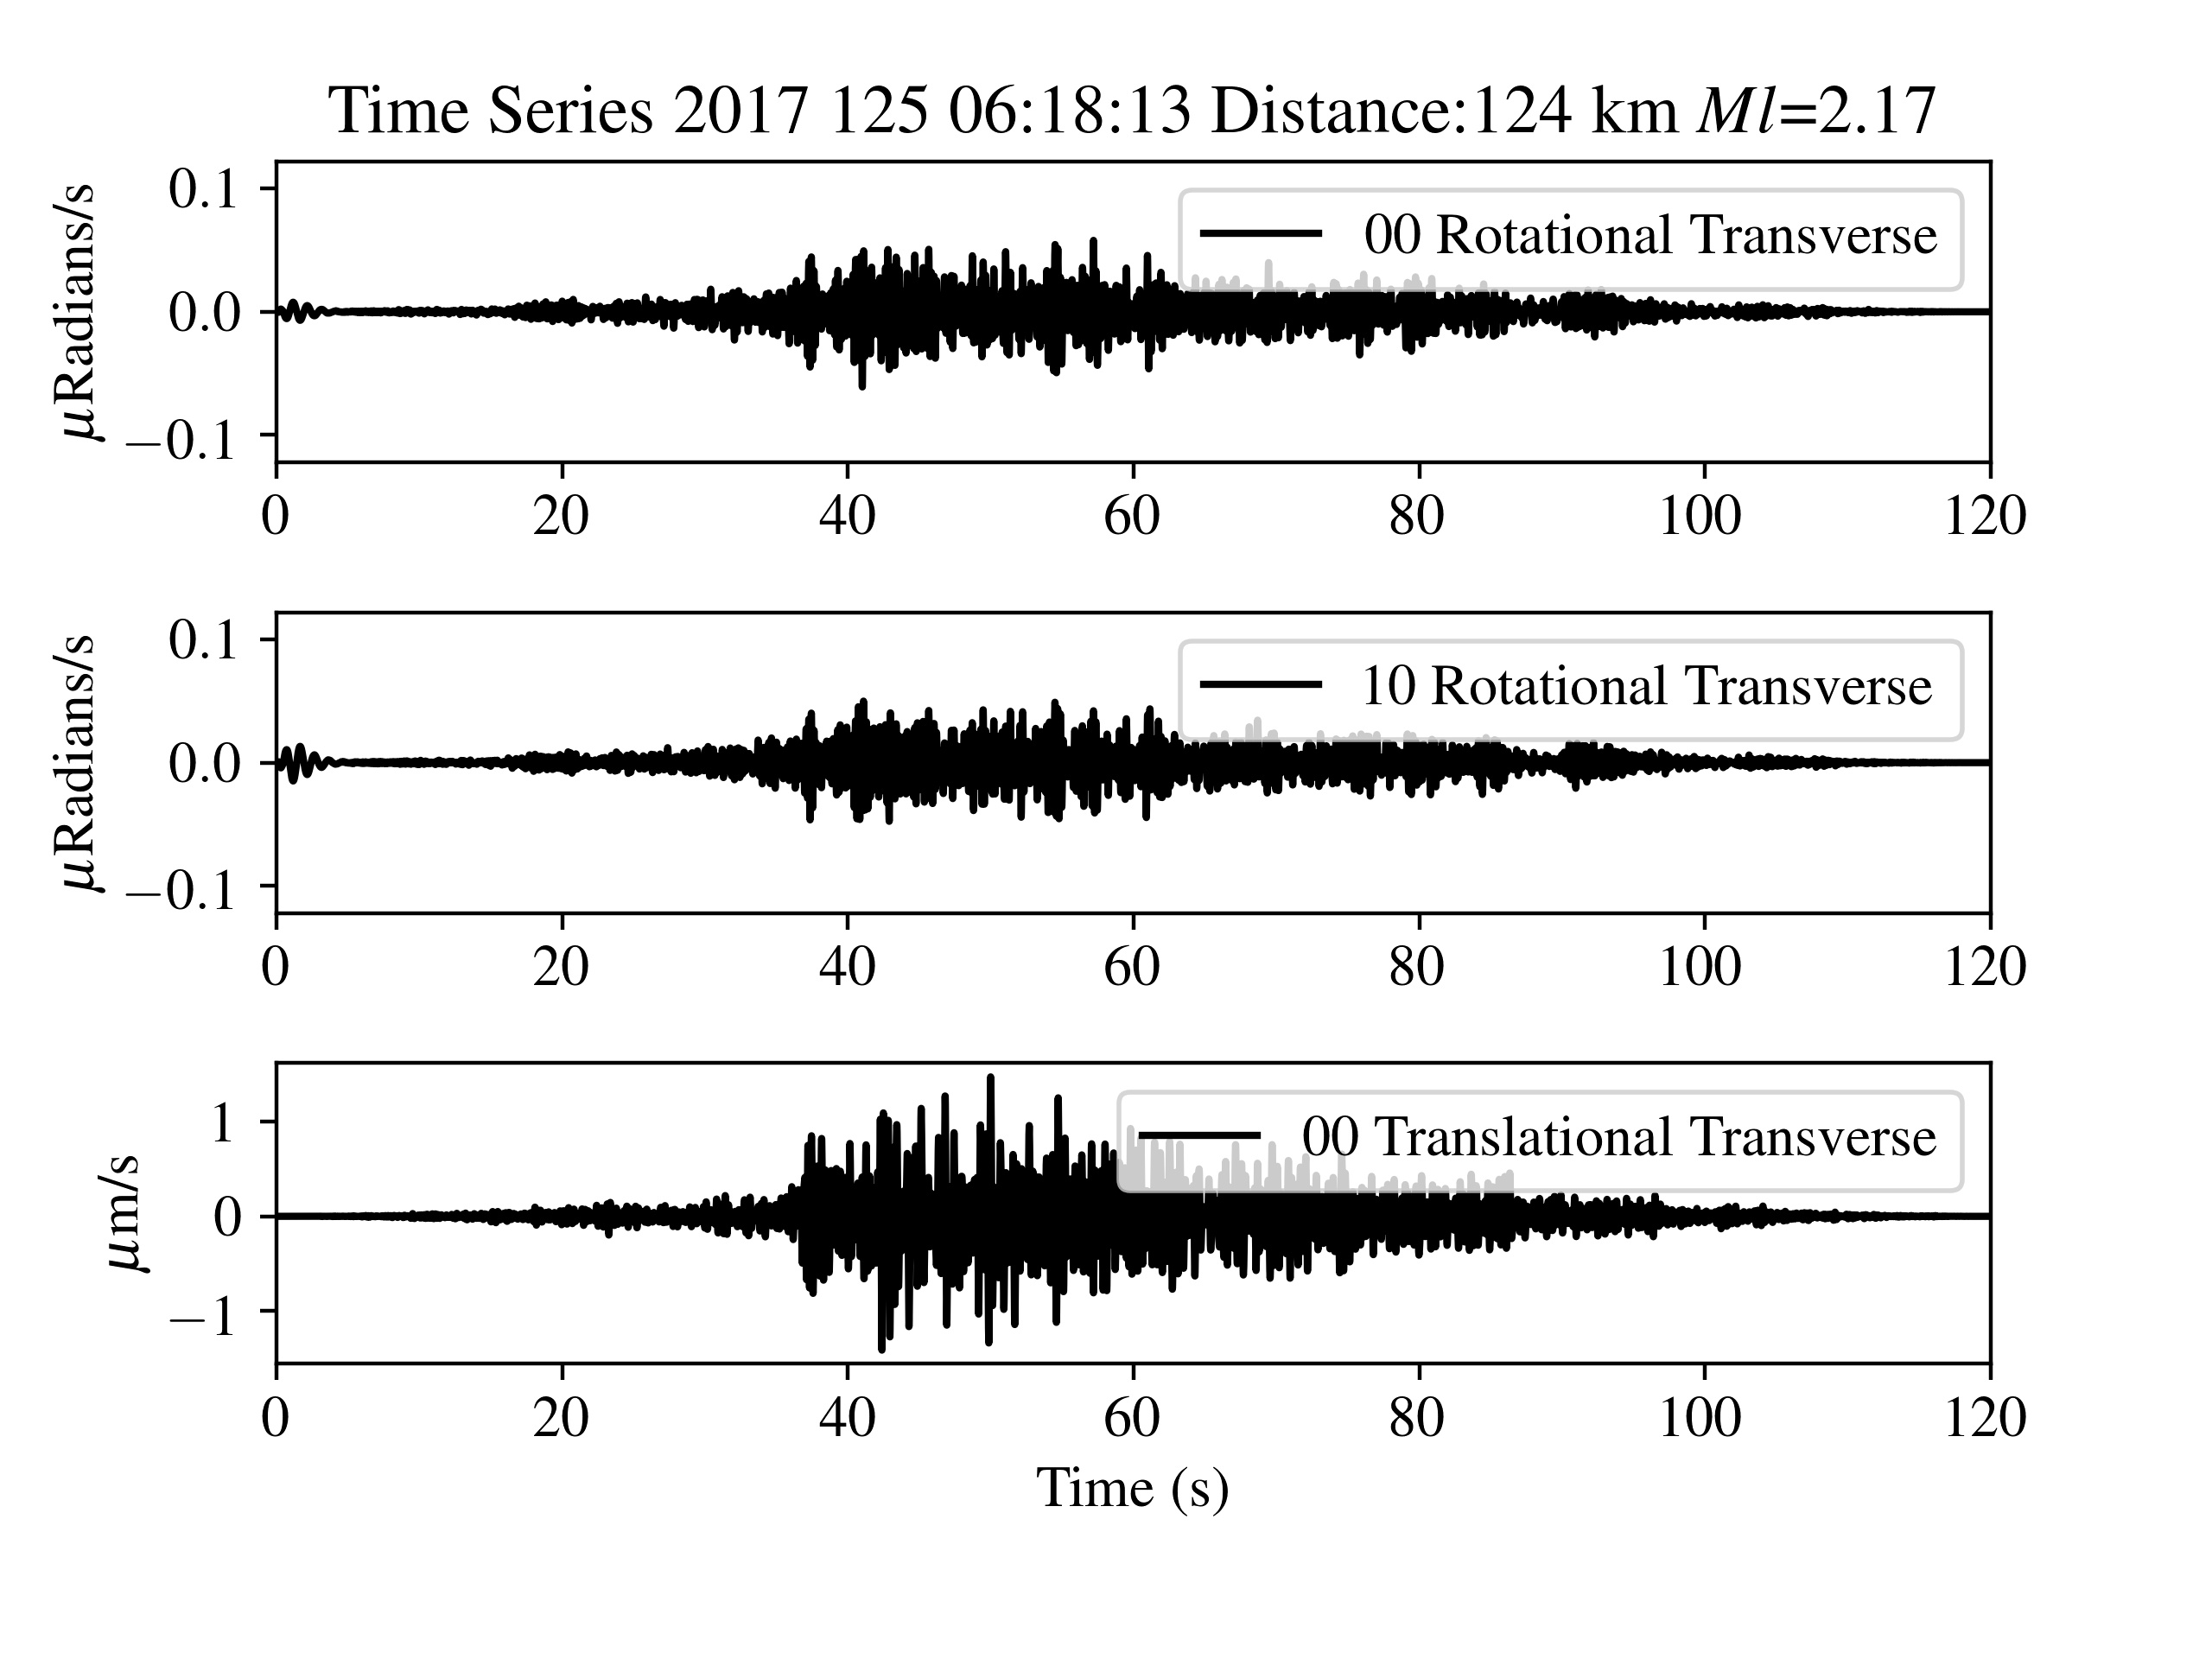 Time Series 2017 125 06:18:13 Distance:124 km Ml=2.17
μRadians/s
0.1
0.0
−0.1
00 Rotational Transverse
0 20 40 60 80 100 120
μRadians/s
0.1
0.0
−0.1
10 Rotational Transverse
0 20 40 60 80 100 120
μm/s
1
0
−1
00 Translational Transverse
0 20 40 60 80 100 120
Time (s)